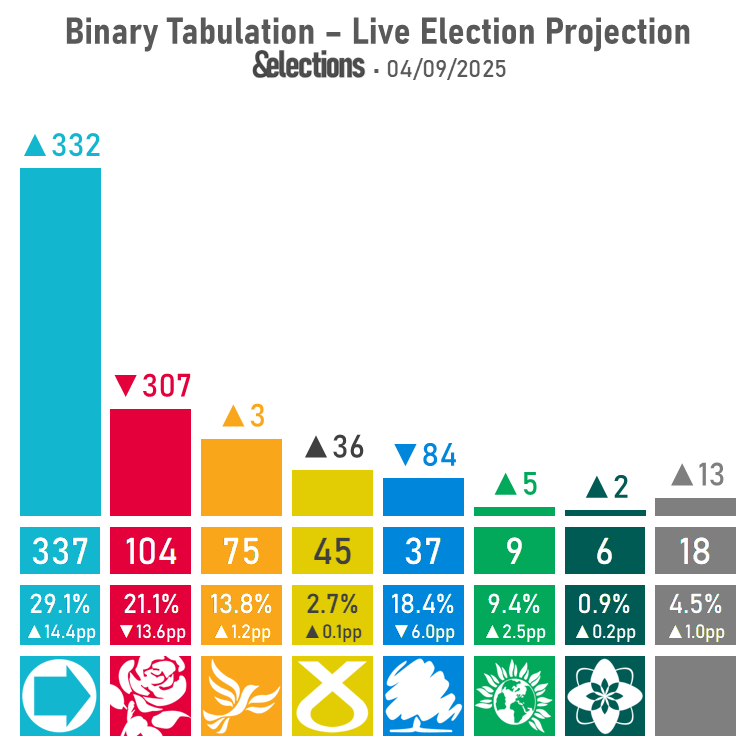 Binary Tabulation – Live Election Projection
&elections · 04/09/2025
▲332
▼307
▲3
▲36
▼84
▲5
▲2
▲13
337 104 75 45 37 9 6 18
29.1% 21.1% 13.8% 2.7% 18.4% 9.4% 0.9% 4.5%
▲14.4pp ▼13.6pp ▲1.2pp ▲0.1pp ▼6.0pp ▲2.5pp ▲0.2pp ▲1.0pp